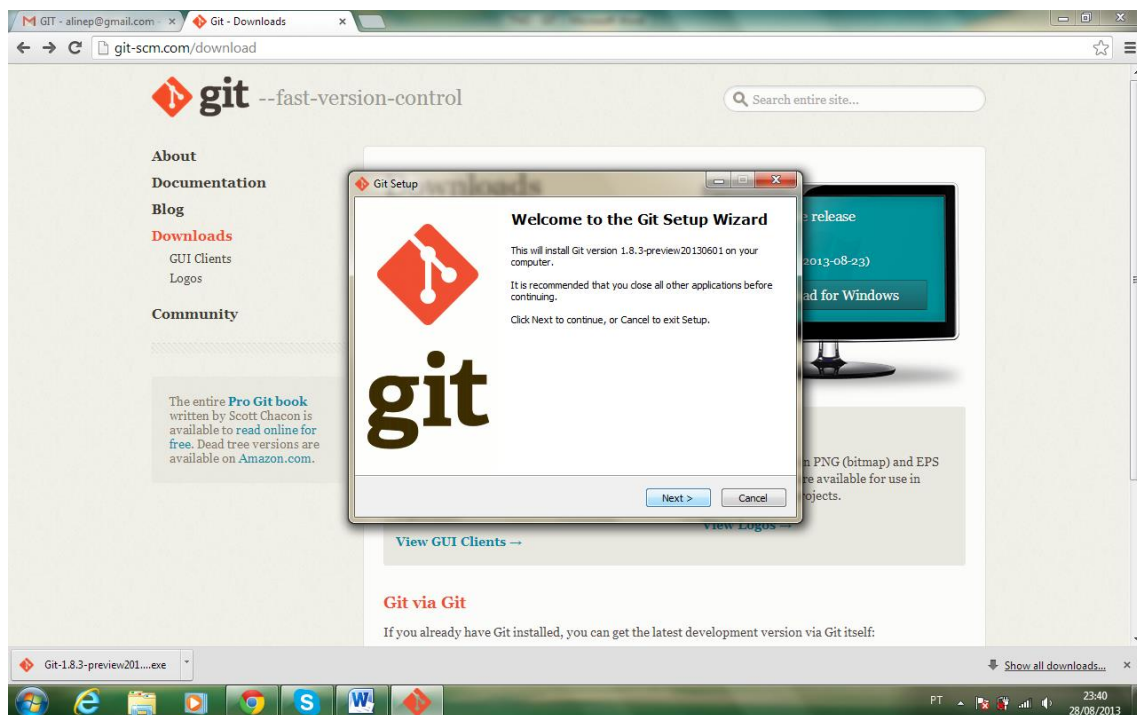 GIT - alinep@gmail.com
Git - Downloads
git-scm.com/download
git --fast-version-control
Search entire site...
About
Documentation
Blog
Downloads
GUI Clients
Logos
Community
The entire Pro Git book
written by Scott Chacon is
available to read online for
free. Dead tree versions are
available on Amazon.com.
Downloads
release
2013-08-23)
ad for Windows
Git Setup
Welcome to the Git Setup Wizard
This will install Git version 1.8.3-preview20130601 on your
computer.
It is recommended that you close all other applications before
continuing.
Click Next to continue, or Cancel to exit Setup.
git
Next >
Cancel
n PNG (bitmap) and EPS
re available for use in
rojects.
View Logos →
View GUI Clients →
Git via Git
If you already have Git installed, you can get the latest development version via Git itself:
Git-1.8.3-preview201....exe
Show all downloads...
PT
23:40
28/08/2013